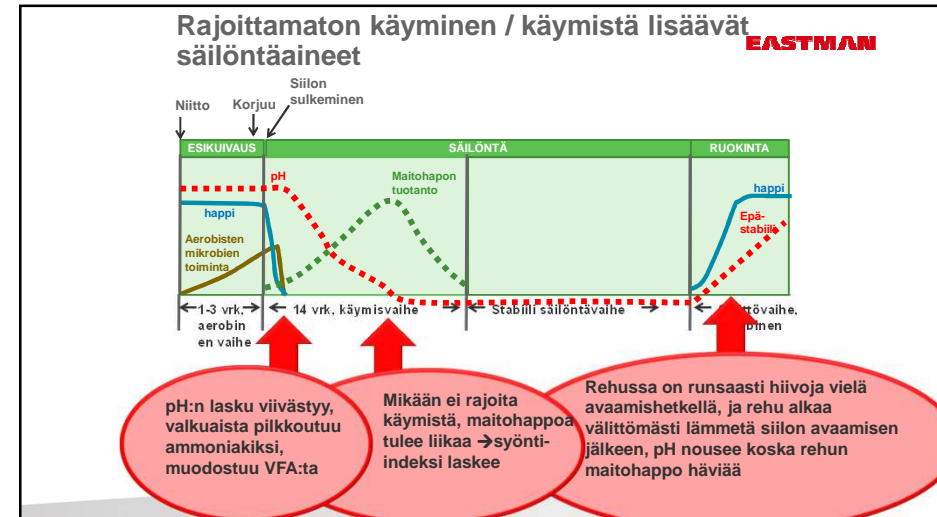 Rajoittamaton käyminen / käymistä lisäävät
säilöntäaineet
EASTMAN
Siilon
sulkeminen
Niitto
Korjuu
ESIKUIVAUS
SÄILÖNTÄ
RUOKINTA
pH
Maitohapon
tuotanto
happi
happi
Epä-
stabiili
Aerobisten
mikrobien
toiminta
1-3 vrk,
aerobin
en vaihe
14 vrk, käymisvaihe
Stabiili säilöntävaihe
pH:n lasku viivästyy,
valkuaista pilkkoutuu
ammoniakiksi,
muodostuu VFA:ta
Mikään ei rajoita
käymistä, maitohappoa
tulee liikaa →syönti-
indeksi laskee
Rehussa on runsaasti hiivoja vielä
avaamishetkellä, ja rehu alkaa
välittömästi lämmetä siilon avaamisen
jälkeen, pH nousee koska rehun
maitohappo häviää